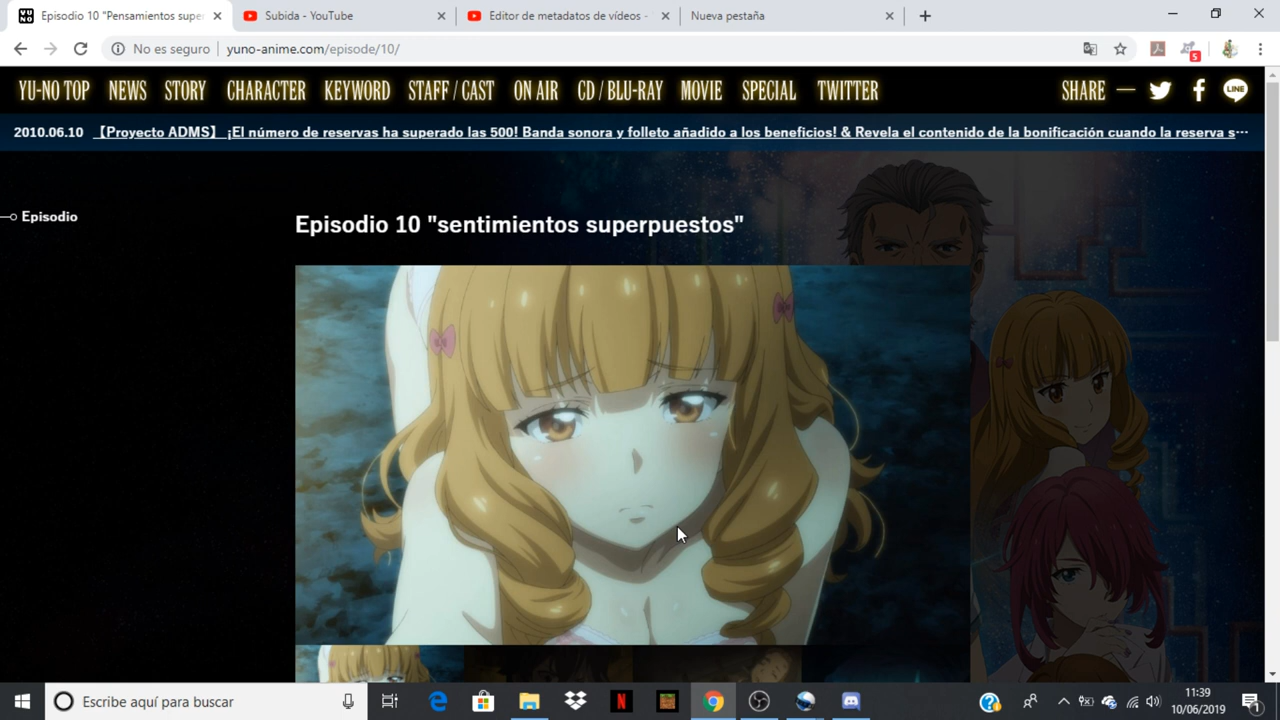 Episodio 10 "Pensamientos super
Subida - YouTube
Editor de metadatos de vídeos -
Nueva pestaña
No es seguro
yuno-anime.com/episode/10/
5
YU-NO TOP NEWS STORY CHARACTER KEYWORD STAFF / CAST ON AIR CD / BLU-RAY MOVIE SPECIAL TWITTER SHARE LINE
2010.06.10 【Proyecto ADMS】 ¡El número de reservas ha superado las 500! Banda sonora y folleto añadido a los beneficios! & Revela el contenido de la bonificación cuando la reserva s···
Episodio
Episodio 10 "sentimientos superpuestos"
Escribe aquí para buscar
11:39
10/06/2019
1